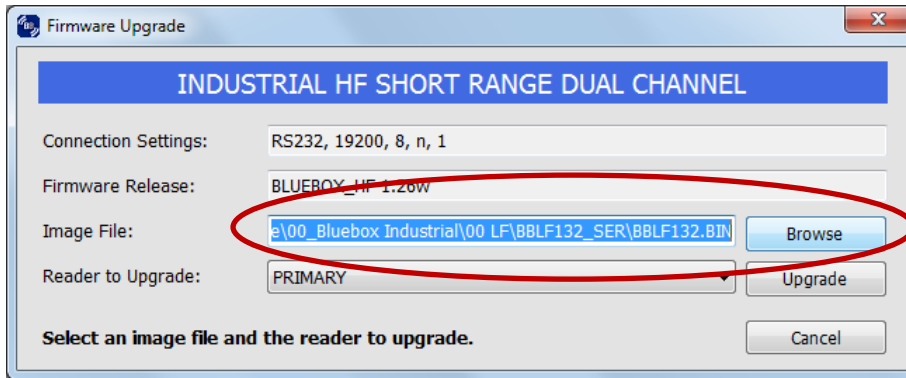 Firmware Upgrade
INDUSTRIAL HF SHORT RANGE DUAL CHANNEL
Connection Settings: RS232, 19200, 8, n, 1
Firmware Release: BLUEBOX_HF 1.26W
Image File: e\00_Bluebox Industrial\00 LF\BBLF132_SER\BBLF132.BIN Browse
Reader to Upgrade: PRIMARY Upgrade
Select an image file and the reader to upgrade. Cancel